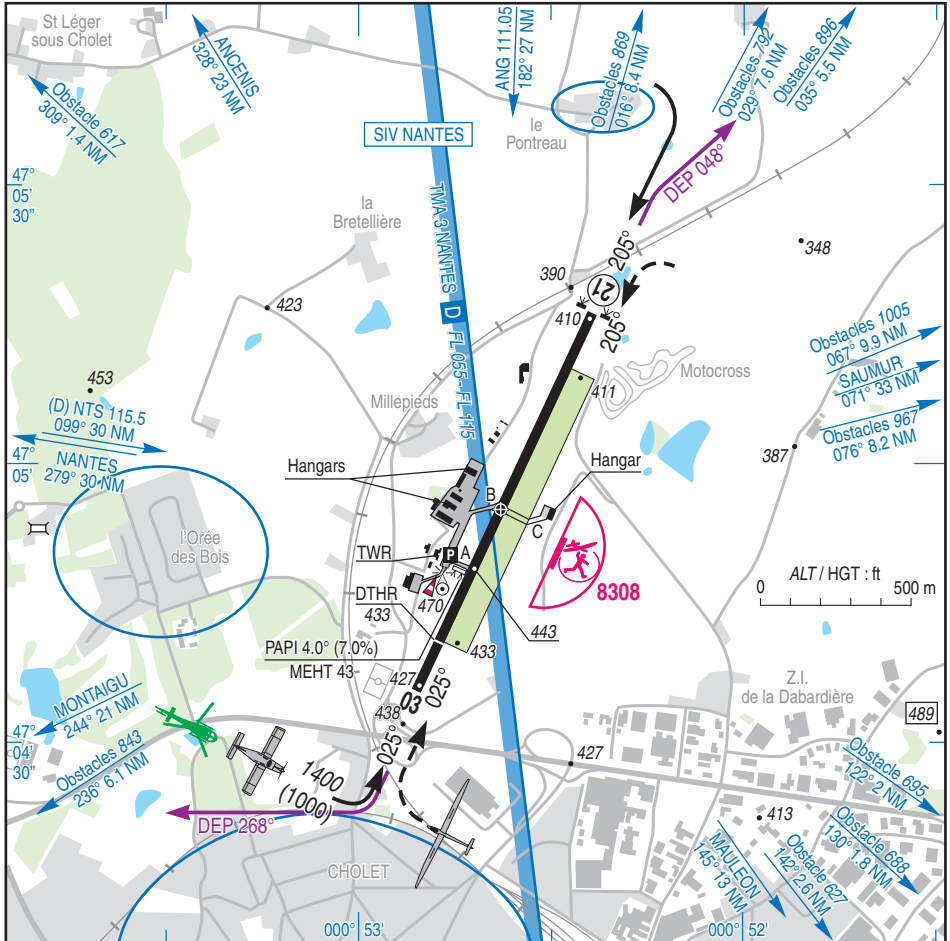 St Léger
sous Cholet
ANCENIS
328° 23 NM
Obstacle 617
309° 1.4 NM
SIV NANTES
ANG 111.05
182° 27 NM
Obstacles 869
016° 8.4 NM
Obstacles 792
029° 7.6 NM
Obstacles 896
035° 5.5 NM
le
Pontreau
DEP 048°
47°
05'
30"
la
Bretellière
TMA 3 NANTES
D
FL 055 - FL 115
205°
348
390
21
423
410
205°
Obstacles 1005
067° 9.9 NM
SAUMUR
071° 33 NM
Obstacles 967
076° 8.2 NM
453
411
Motocross
Millepieds
(D) NTS 115.5
099° 30 NM
NANTES
279° 30 NM
47°
05'
387
Hangars
Hangar
B
C
l'Orée
des Bois
TWR
P
A
8308
ALT / HGT : ft
0
500 m
DTHR
433
470
443
PAPI 4.0° (7.0%)
MEHT 43
433
427
03
025°
438
Z.I.
de la Dabardière
489
MONTAIGU
244° 21 NM
47°
04'
30"
Obstacles 843
236° 6.1 NM
025°
427
1400
(1000)
DEP 268°
Obstacles 695
122° 2 NM
413
Obstacle 688
130° 1.8 NM
Obstacle 627
142° 2.6 NM
MAULEON
145° 13 NM
CHOLET
000° 53'
000° 52'